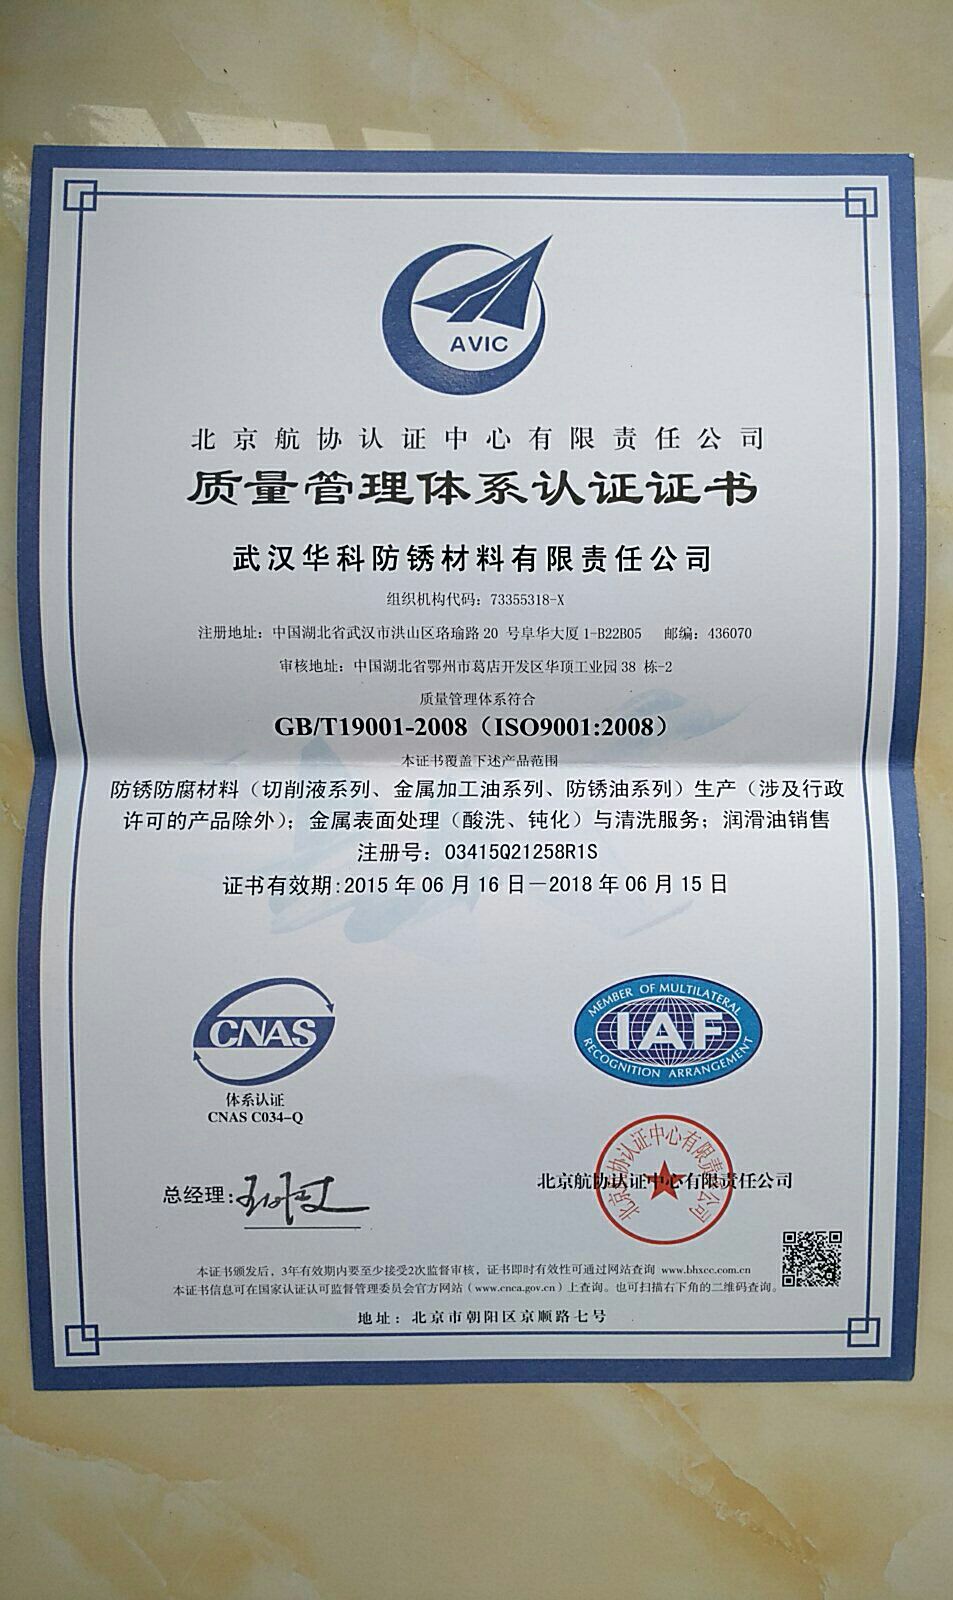 AVIC
北京航协认证中心有限责任公司
质量管理体系认证证书
武汉华科防锈材料有限责任公司
组织机构代码：73355318-X
注册地址：中国湖北省武汉市洪山区珞瑜路20 号阜华大厦1-B22B05 邮编：436070
审核地址：中国湖北省鄂州市葛店开发区华顶工业园38 栋-2
质量管理体系符合
GB/T19001-2008（ISO9001:2008）
本证书覆盖下述产品范围
防锈防腐材料（切削液系列、金属加工油系列、防锈油系列）生产（涉及行政
许可的产品除外）；金属表面处理（酸洗、钝化）与清洗服务；润滑油销售
注册号：03415Q21258R1S
证书有效期：2015年06月16日－2018年06月15日
CNAS
体系认证
CNAS C034-Q
MEMBER OF MULTILATERAL
IAF
RECOGNITION ARRANGEMENT
总经理：
北京航协认证中心有限责任公司
北京航协认证中心有限责任公司
本证书颁发后，3年有效期内要至少接受2次监督审核，证书即时有效性可通过网站查询 www.bhxcc.com.cn
本证书信息可在国家认证认可监督管理委员会官方网站（www.cnca.gov.cn）上查询。也可扫描右下角的二维码查询。
地址：北京市朝阳区京顺路七号